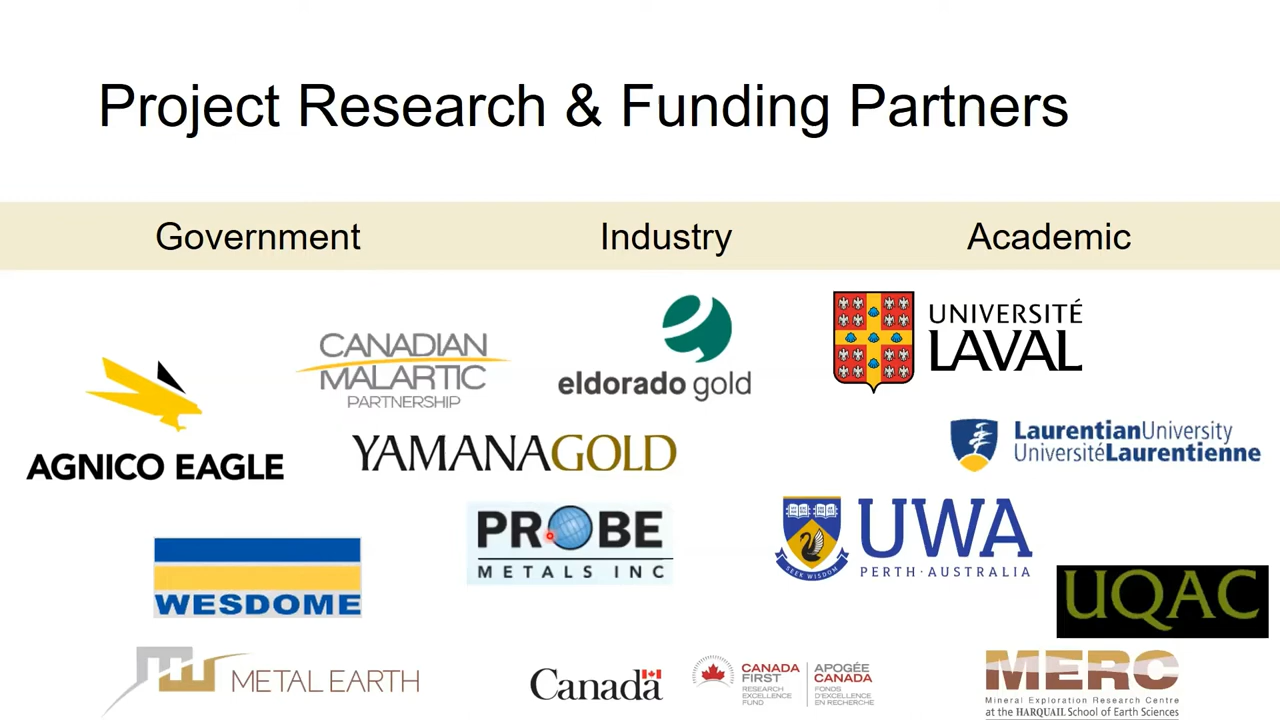 Project Research & Funding Partners
Government Industry Academic
CANADIAN
MALARTIC
PARTNERSHIP
eldorado gold
UNIVERSITÉ
LAVAL
AGNICO EAGLE
YAMANAGOLD
LaurentianUniversity
UniversitéLaurentienne
PROBE
METALS INC
SEEK WISDOM
UWA
PERTH·AUSTRALIA
WESDOME
UQAC
METAL EARTH
Canada
CANADA
FIRST
RESEARCH
EXCELLENCE
FUND
APOGÉE
CANADA
FONDS
D'EXCELLENCE
EN RECHERCHE
MERC
Mineral Exploration Research Centre
at the HARQUAIL School of Earth Sciences